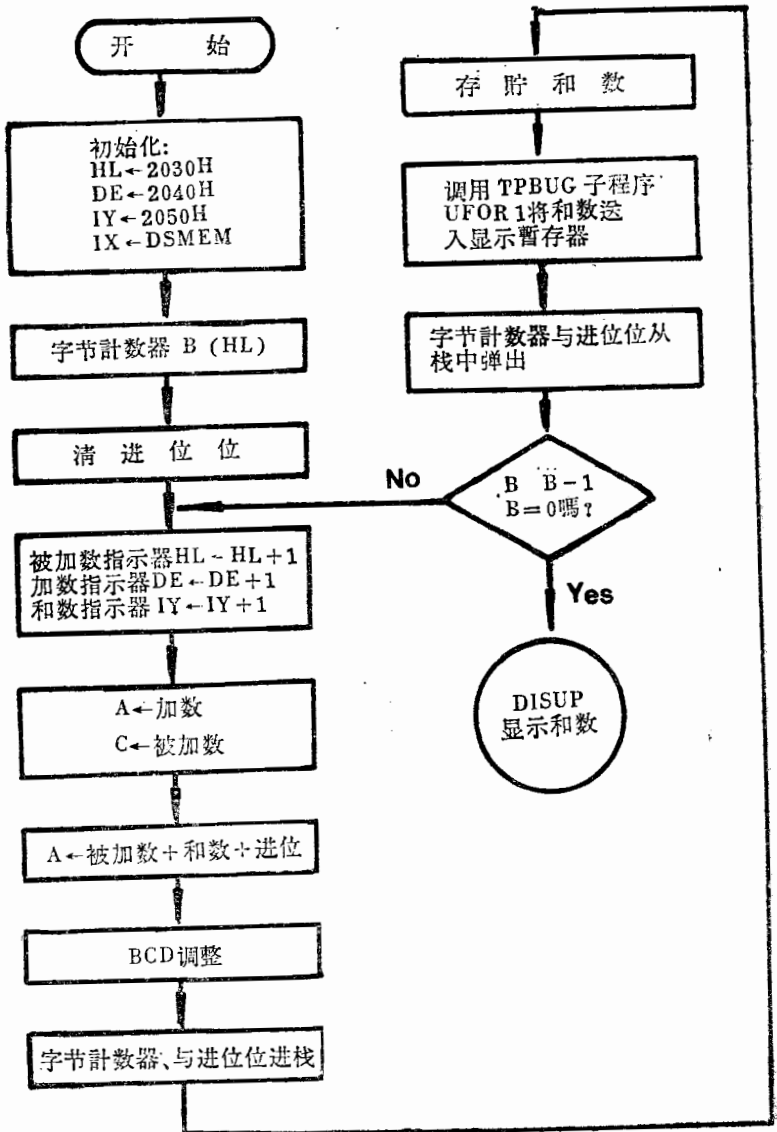 开 始
初始化:
HL←2030H
DE←2040H
IY←2050H
IX←DSMEM
字节計数器 B (HL)
清 进 位 位
被加数指示器HL－HL+1
加数指示器DE←DE+1
和数指示器 IY←IY+1
A←加数
C←被加数
A←被加数+和数+进位
BCD调整
字节計数器、与进位位进栈
存 貯 和 数
调用 TPBUG 子程序
UFOR 1将和数送
入显示暂存器
字节計数器与进位位从
栈中弹出
B B－1
B=0嗎?
No
Yes
DISUP
显示和数